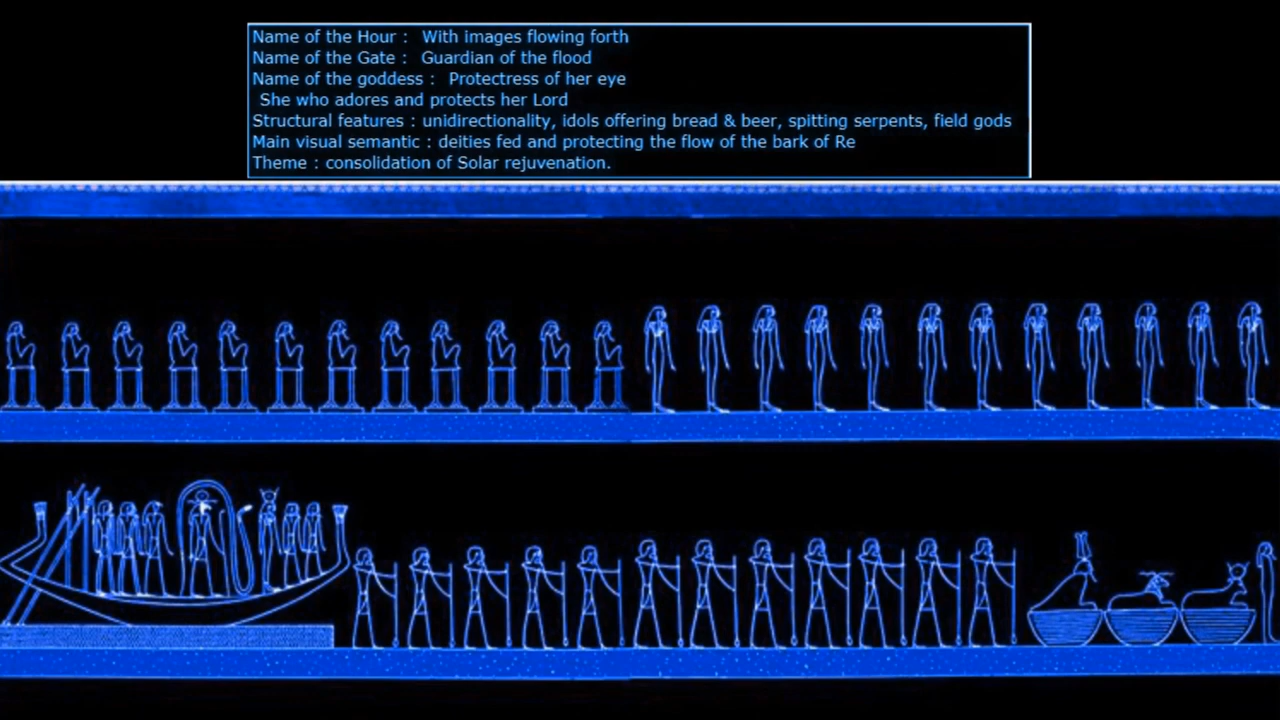 Name of the Hour : With images flowing forth
Name of the Gate : Guardian of the flood
Name of the goddess : Protectress of her eye
She who adores and protects her Lord
Structural features : unidirectionality, idols offering bread & beer, spitting serpents, field gods
Main visual semantic : deities fed and protecting the flow of the bark of Re
Theme : consolidation of Solar rejuvenation.